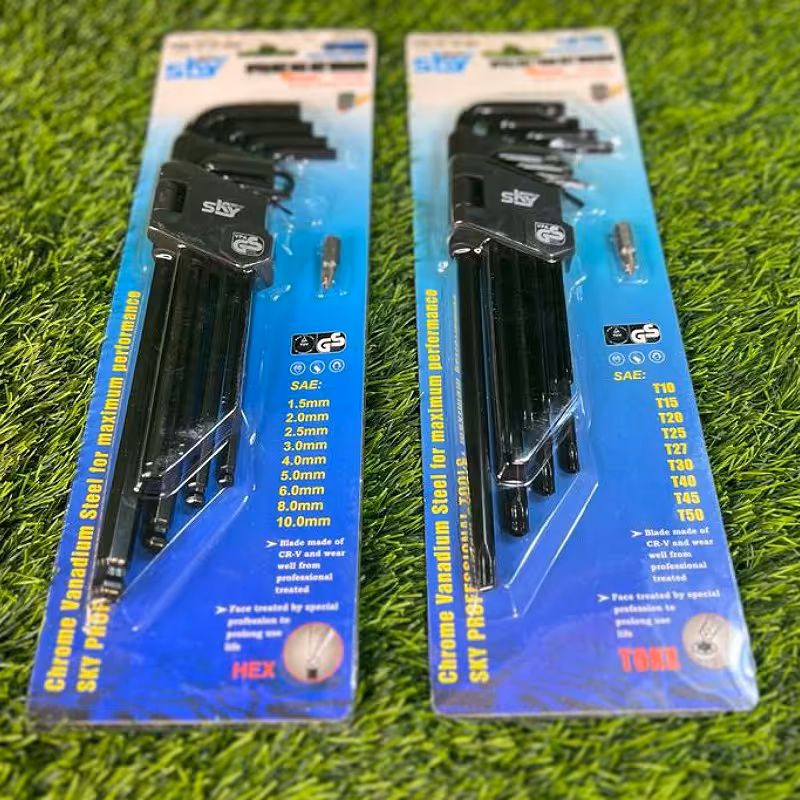 sky
sky
GS
GS
SAE:
1.5mm
2.0mm
2.5mm
3.0mm
4.0mm
5.0mm
6.0mm
8.0mm
10.0mm
Blade made of
CR-V and wear
well from
professional
treated
Face treated by special
profession to
prolong use
life
HEX
Chrome Vanadium Steel for maximum performance
SKY PROF
sky
sky
GS
GS
SAE:
T10
T15
T20
T25
T27
T30
T40
T45
T50
Blade made of
CR-V and wear
well from
professional
treated
Face treated by special
profession to
prolong use
life
TORX
Chrome Vanadium Steel for maximum performance
SKY PROFESSIONAL TOOLS